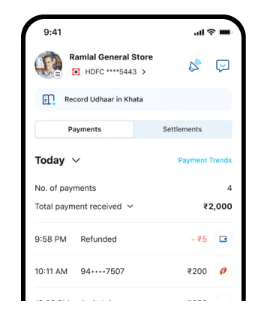 9:41
Ramlal General Store
HDFC ****5443 >
Record Udhaar in Khata
Payments Settlements
Today Payment Trends
No. of payments 4
Total payment received ₹2,000
9:58 PM Refunded - ₹5
10:11 AM 94••••7507 ₹200